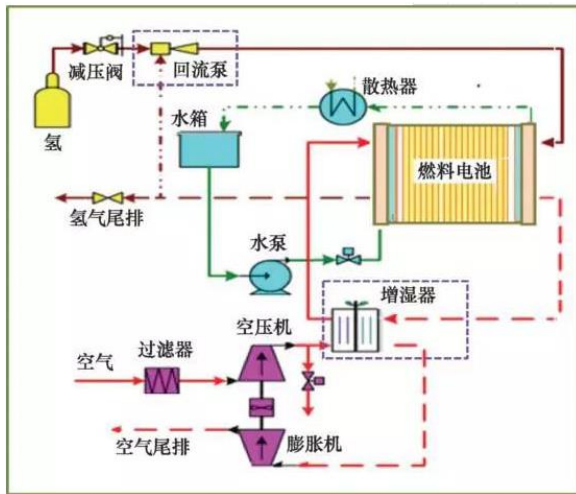 减压阀
回流泵
散热器
水箱
氢
燃料电池
氢气尾排
水泵
增湿器
空压机
过滤器
空气
空气尾排
膨胀机